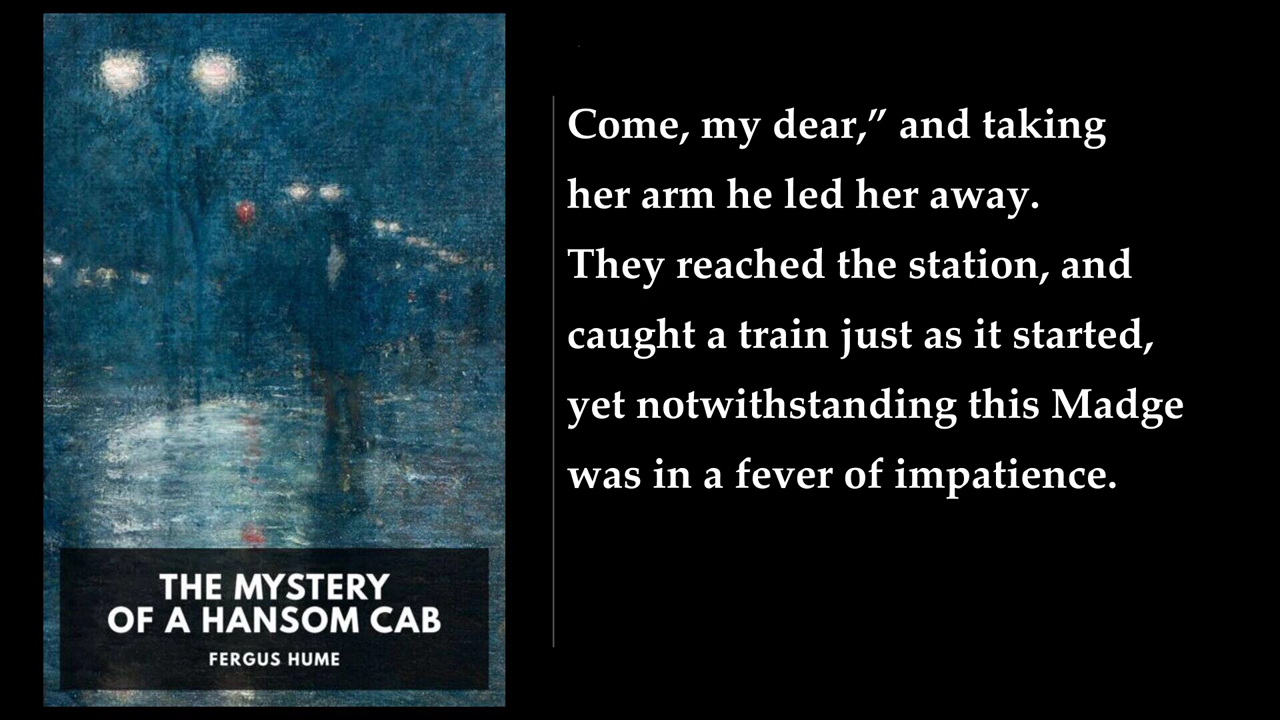 Come, my dear,” and taking
her arm he led her away.
They reached the station, and
caught a train just as it started,
yet notwithstanding this Madge
was in a fever of impatience.
THE MYSTERY
OF A HANSOM CAB
FERGUS HUME